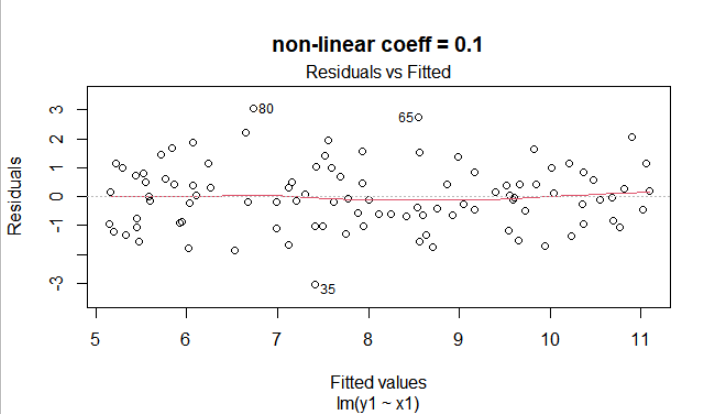 non-linear coeff = 0.1
Residuals vs Fitted
3
2
1
0
-1
-3
Residuals
80
65
35
5 6 7 8 9 10 11
Fitted values
lm(y1 ~ x1)